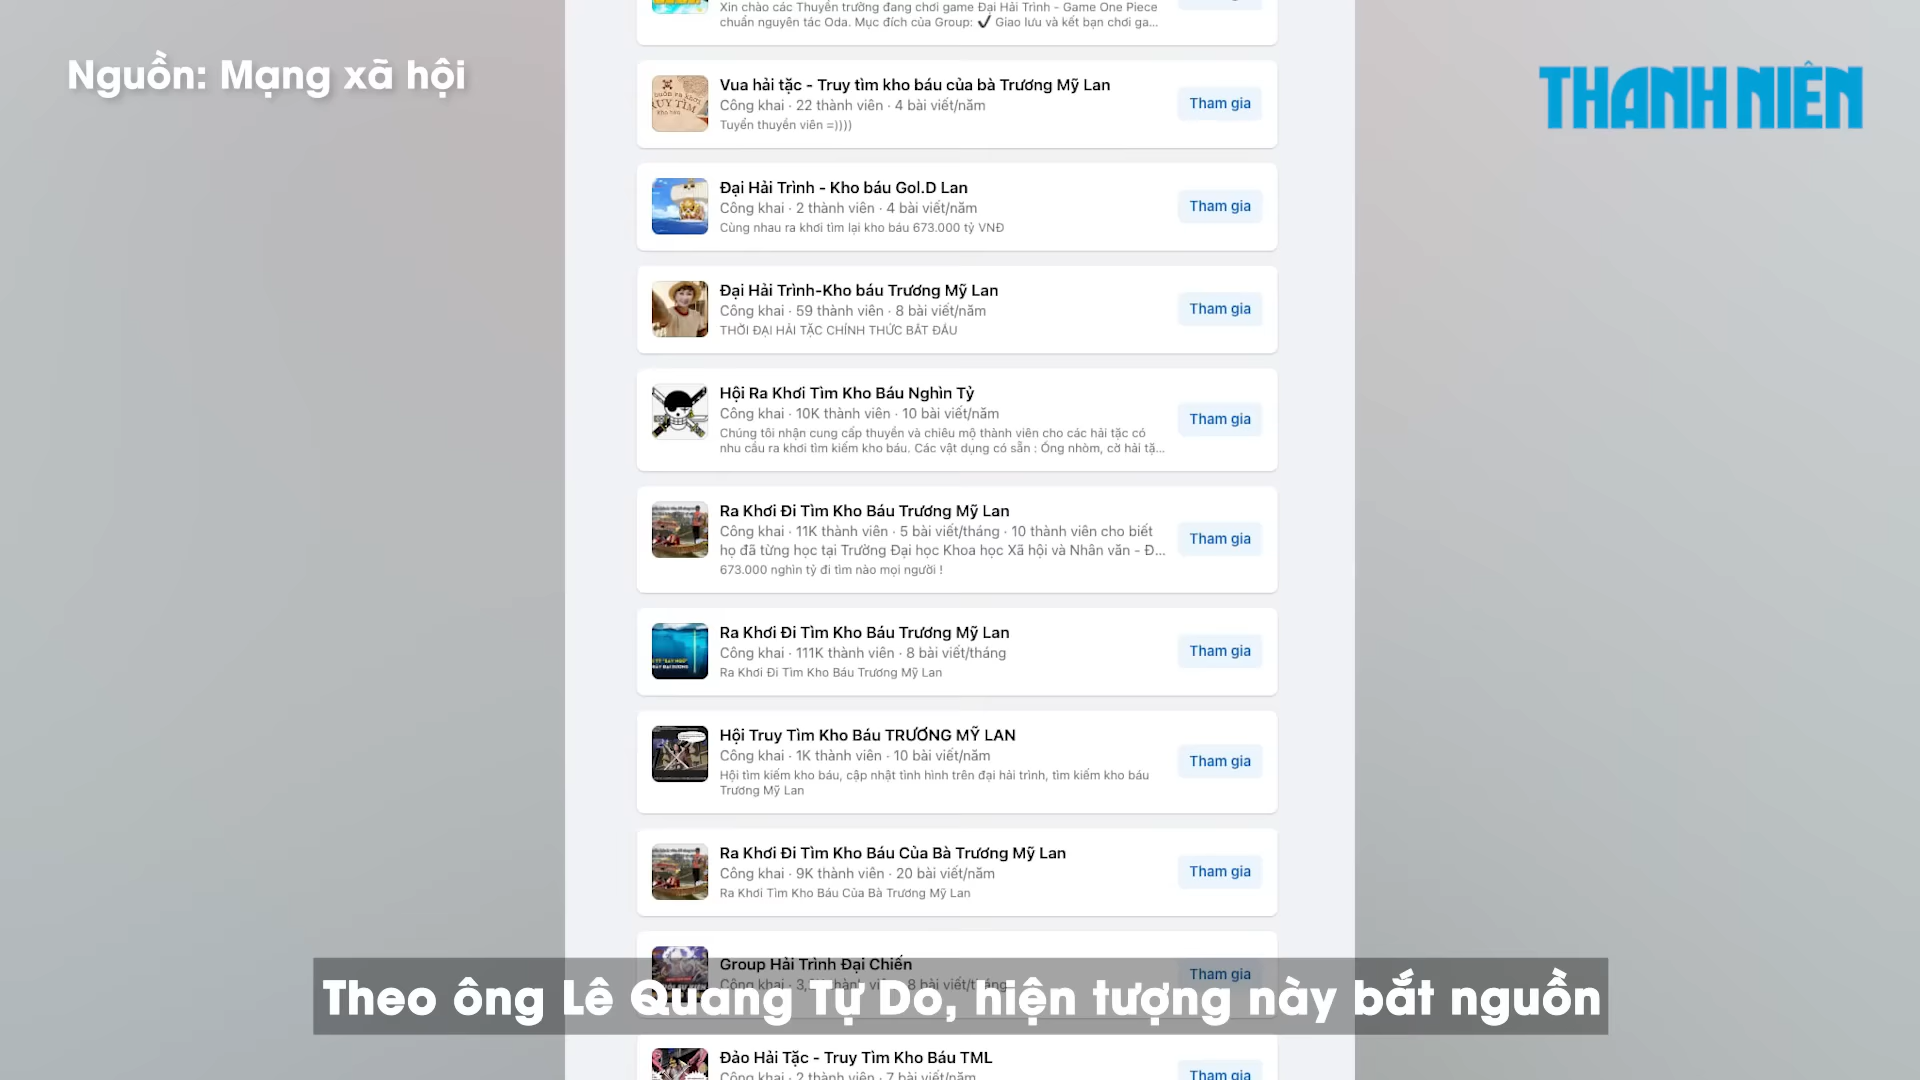 Xin chào các Thuyền trưởng đang chơi game Đại Hải Trình - Game One Piece
chuẩn nguyên tác Oda. Mục đích của Group: ✔ Giao lưu và kết bạn chơi ga...
Nguồn: Mạng xã hội
THANH NIÊN
Vua hải tặc - Truy tìm kho báu của bà Trương Mỹ Lan
Công khai · 22 thành viên · 4 bài viết/năm
Tuyển thuyền viên =))))
Tham gia
Đại Hải Trình - Kho báu Gol.D Lan
Công khai · 2 thành viên · 4 bài viết/năm
Cùng nhau ra khơi tìm lại kho báu 673.000 tỷ VNĐ
Tham gia
Đại Hải Trình-Kho báu Trương Mỹ Lan
Công khai · 59 thành viên · 8 bài viết/năm
THỜI ĐẠI HẢI TẶC CHÍNH THỨC BẮT ĐẦU
Tham gia
Hội Ra Khơi Tìm Kho Báu Nghìn Tỷ
Công khai · 10K thành viên · 10 bài viết/năm
Chúng tôi nhận cung cấp thuyền và chiêu mộ thành viên cho các hải tặc có
nhu cầu ra khơi tìm kiếm kho báu. Các vật dụng có sẵn : Ống nhòm, cờ hải tặ...
Tham gia
Ra Khơi Đi Tìm Kho Báu Trương Mỹ Lan
Công khai · 11K thành viên · 5 bài viết/tháng · 10 thành viên cho biết
họ đã từng học tại Trường Đại học Khoa học Xã hội và Nhân văn - Đ...
673.000 nghìn tỷ đi tìm nào mọi người !
Tham gia
Ra Khơi Đi Tìm Kho Báu Trương Mỹ Lan
Công khai · 111K thành viên · 8 bài viết/tháng
Ra Khơi Đi Tìm Kho Báu Trương Mỹ Lan
Tham gia
Hội Truy Tìm Kho Báu TRƯƠNG MỸ LAN
Công khai · 1K thành viên · 10 bài viết/năm
Hội tìm kiếm kho báu, cập nhật tình hình trên đại hải trình, tìm kiếm kho báu
Trương Mỹ Lan
Tham gia
Ra Khơi Đi Tìm Kho Báu Của Bà Trương Mỹ Lan
Công khai · 9K thành viên · 20 bài viết/năm
Ra Khơi Tìm Kho Báu Của Bà Trương Mỹ Lan
Tham gia
Group Hải Trình Đại Chiến
Công khai · thành viên · 8 bài viết/tháng
Tham gia
Theo ông Lê Quang Tự Do, hiện tượng này bắt nguồn
Đảo Hải Tặc - Truy Tìm Kho Báu TML
Công khai · 2 thành viên · 7 bài viết/năm
Tham gia